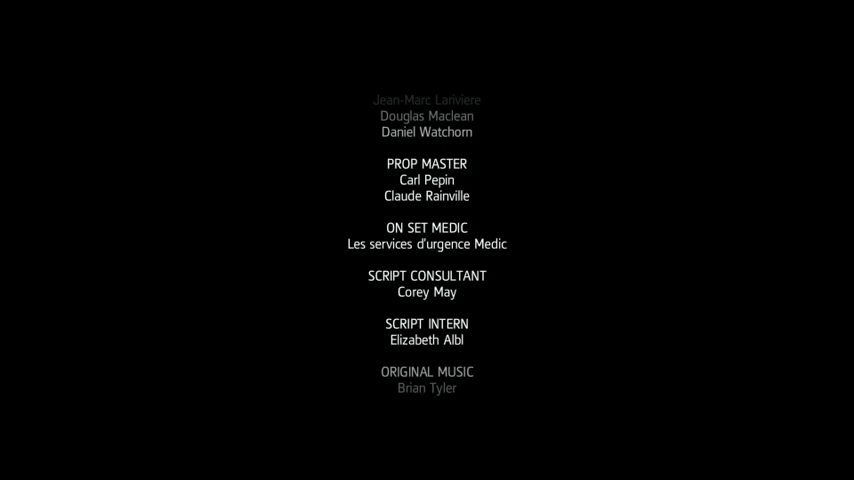 Jean-Marc Lariviere
Douglas Maclean
Daniel Watchorn
PROP MASTER
Carl Pepin
Claude Rainville
ON SET MEDIC
Les services d'urgence Medic
SCRIPT CONSULTANT
Corey May
SCRIPT INTERN
Elizabeth Albl
ORIGINAL MUSIC
Brian Tyler